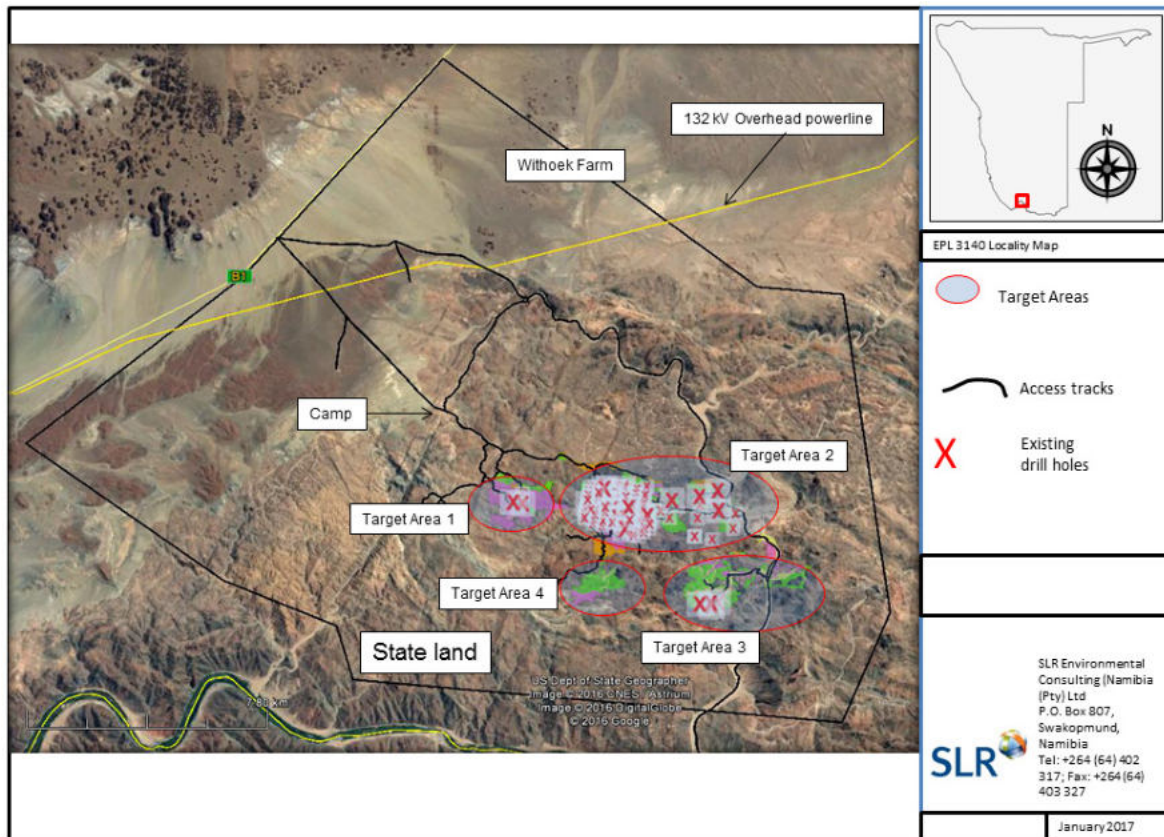 132 kV Overhead powerline
Withoek Farm
B1
Camp
Target Area 2
Target Area 1
Target Area 4
Target Area 3
State land
US Dept of State Geographer
Image © 2016 CNES / Astrium
Image © 2016 DigitalGlobe
© 2016 Google
7.80 km
N
EPL 3140 Locality Map
Target Areas
Access tracks
X
Existing
drill holes
SLR
SLR Environmental
Consulting (Namibia
(Pty) Ltd
P.O. Box 807,
Swakopmund,
Namibia
Tel: +264 (64) 402
317; Fax: +264 (64)
403 327
January 2017